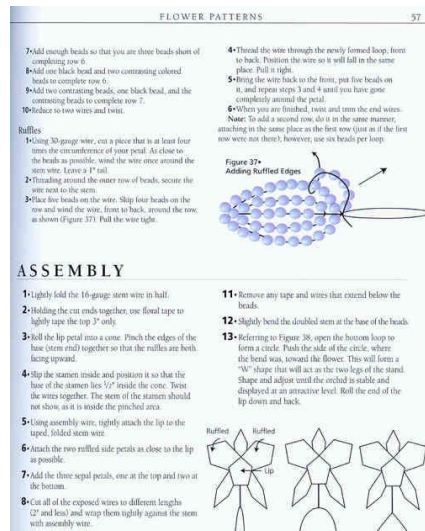 FLOWER PATTERNS 57
7•Add enough beads so that you are three beads short of
completing row 6.
8•Add one black bead and two contrasting colored
beads to complete row 6.
9•Add two contrasting beads, one black bead, and the
contrasting beads to complete row 7.
10•Reduce to two wires and twist.
Ruffles
1•Using 30-gauge wire, cut a piece that is at least four
times the circumference of your petal. As close to
the beads as possible, wind the wire once around the
stem wire. Leave a 1" tail.
2•Threading around the outer row of beads, secure the
wire next to the stem.
3•Place five beads on the wire. Skip four beads on the
row and wind the wire, front to back, around the row,
as shown (Figure 37). Pull the wire tight.
4•Thread the wire through the newly formed loop, front
to back. Position the wire so it will fall in the same
place. Pull it tight.
5•Bring the wire back to the front, put five beads on
it, and repeat steps 3 and 4 until you have gone
completely around the petal.
6•When you are finished, twist and trim the end wires.
Note: To add a second row, do it in the same manner,
attaching in the same place as the first row (just as if the first
row were not there); however, use six beads per loop.
Figure 37•
Adding Ruffled Edges
ASSEMBLY
1•Lightly fold the 16-gauge stem wire in half.
2•Holding the cut ends together, use floral tape to
lightly tape the top 3" only.
3•Roll the lip petal into a cone. Pinch the edges of the
base (stem end) together so that the ruffles are both
facing upward.
4•Slip the stamen inside and position it so that the
base of the stamen lies 1/2" inside the cone. Twist
the wires together. The stem of the stamen should
not show, as it is inside the pinched area.
5•Using assembly wire, tightly attach the lip to the
taped, folded stem wire.
6•Attach the two ruffled side petals as close to the lip
as possible.
7•Add the three sepal petals, one at the top and two at
the bottom.
8•Cut all of the exposed wires to different lengths
(2" and less) and wrap them tightly against the stem
with assembly wire.
11•Remove any tape and wires that extend below the
beads.
12•Slightly bend the doubled stem at the base of the beads.
13•Referring to Figure 38, open the bottom loop to
form a circle. Push the side of the circle, where
the bend was, toward the flower. This will form a
"W" shape that will act as the two legs of the stand.
Shape and adjust until the orchid is stable and
displayed at an attractive level. Roll the end of the
lip down and back.
Ruffled Ruffled
Lip